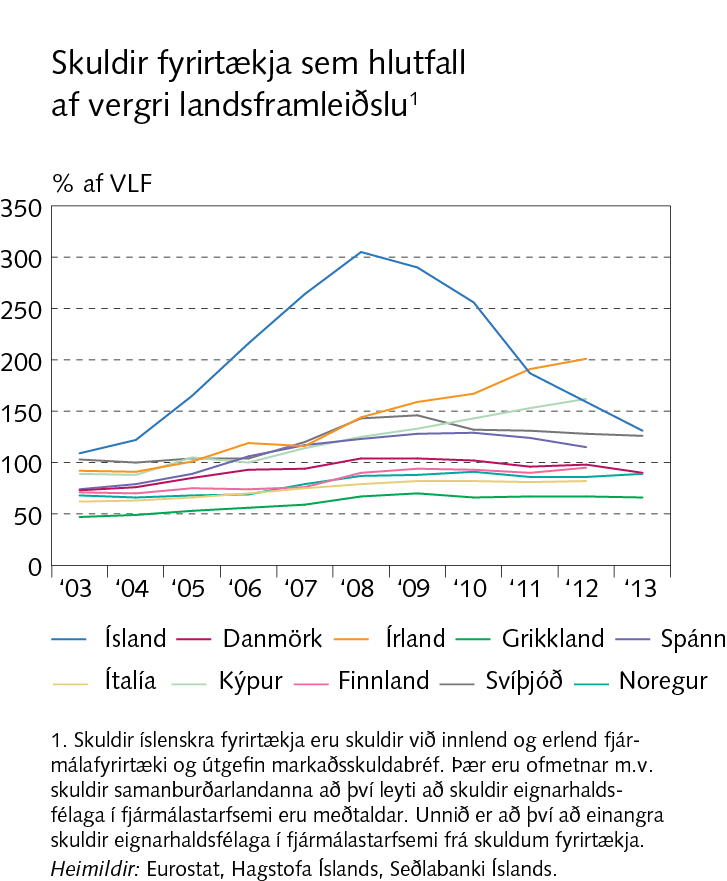 Skuldir fyrirtækja sem hlutfall
af vergri landsframleiðslu¹
% af VLF
350
300
250
200
150
100
50
0
‘03 ‘04 ‘05 ‘06 ‘07 ‘08 ‘09 ‘10 ‘11 ‘12 ‘13
Ísland Danmörk Írland Grikkland Spánn
Ítalía Kýpur Finnland Svíþjóð Noregur
1. Skuldir íslenskra fyrirtækja eru skuldir við innlend og erlend fjár-
málafyrirtæki og útgefin markaðsskuldabréf. Þær eru ofmetnar m.v.
skuldir samanburðarlandanna að því leyti að skuldir eignarhalds-
félaga í fjármálastarfsemi eru meðtaldar. Unnið er að því að einangra
skuldir eignarhaldsfélaga í fjármálastarfsemi frá skuldum fyrirtækja.
Heimildir: Eurostat, Hagstofa Íslands, Seðlabanki Íslands.